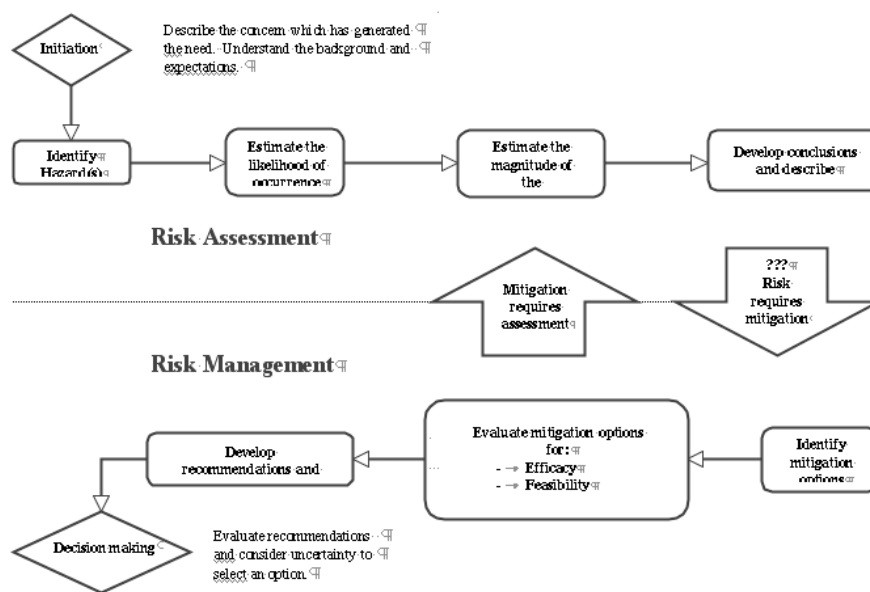 Initiation
Describe the concern which has generated
the need. Understand the background and
expectations.
Identify
Hazard(s)
Estimate the
likelihood of
occurrence
Estimate the
magnitude of
the
Develop conclusions
and describe
Risk Assessment
Mitigation
requires
assessment
???
Risk
requires
mitigation
Risk Management
Identify
mitigation
options
Evaluate mitigation options
for:
- → Efficacy
- → Feasibility
Develop
recommendations and
Decision making
Evaluate recommendations
and consider uncertainty to
select an option.